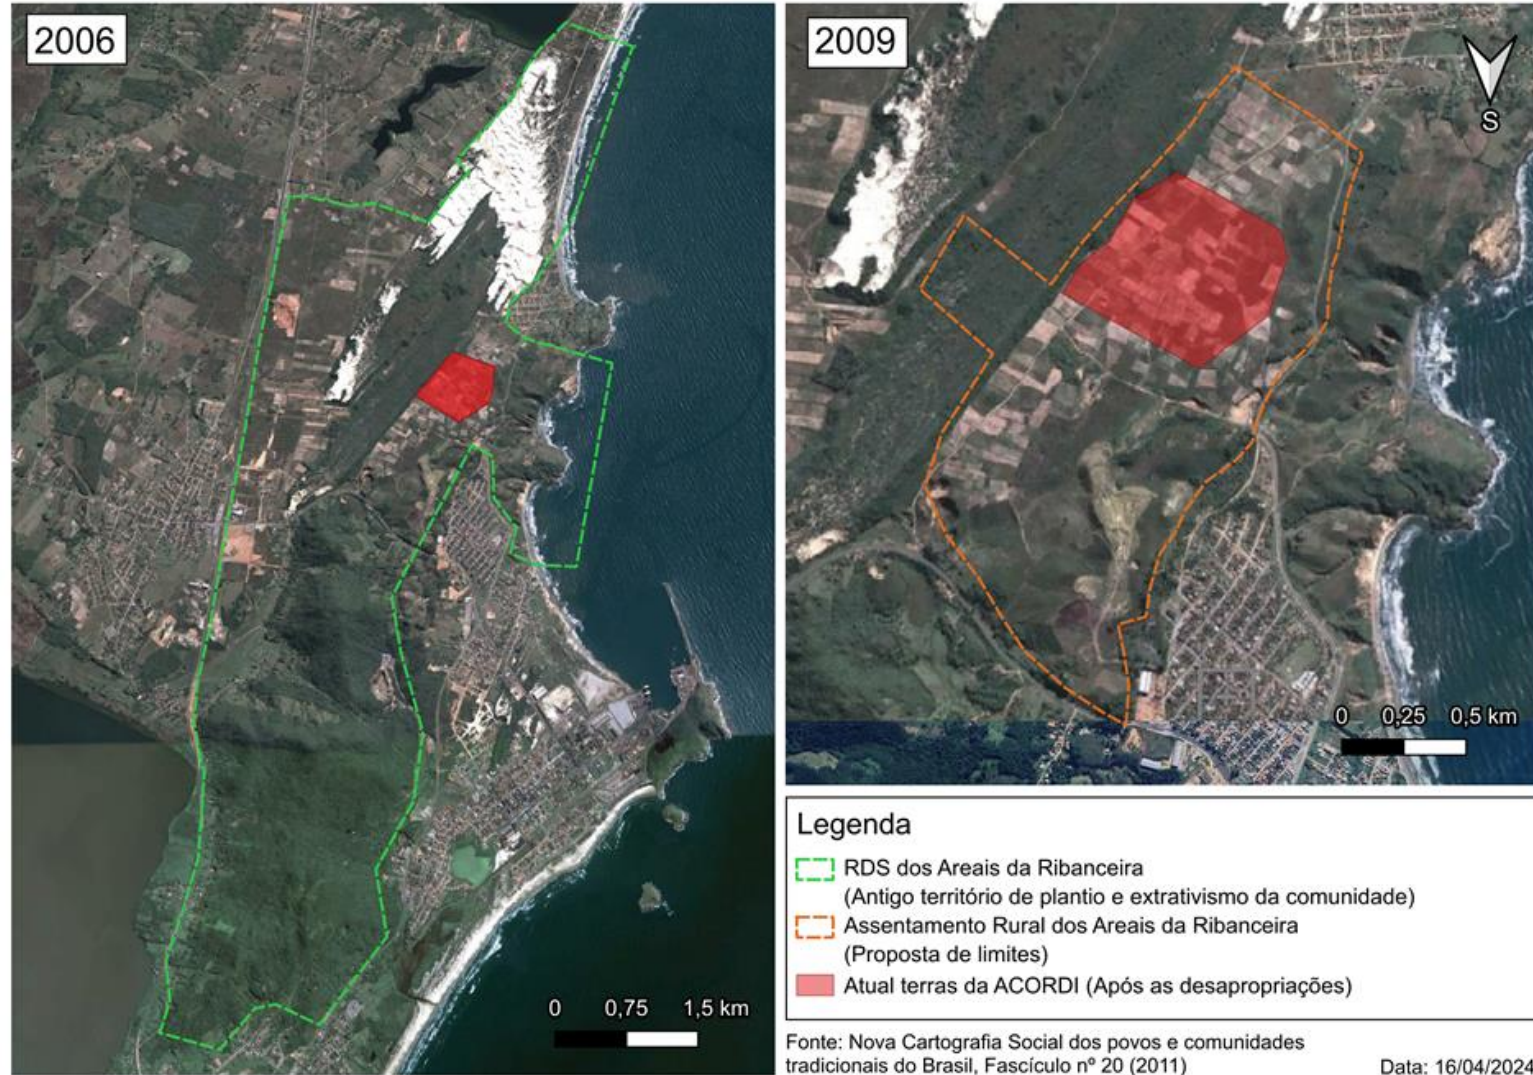 2006
0 0,75 1,5 km
2009
S
0 0,25 0,5 km
Legenda
RDS dos Areais da Ribanceira
(Antigo território de plantio e extrativismo da comunidade)
Assentamento Rural dos Areais da Ribanceira
(Proposta de limites)
Atual terras da ACORDI (Após as desapropriações)
Fonte: Nova Cartografia Social dos povos e comunidades
tradicionais do Brasil, Fascículo nº 20 (2011)
Data: 16/04/2024